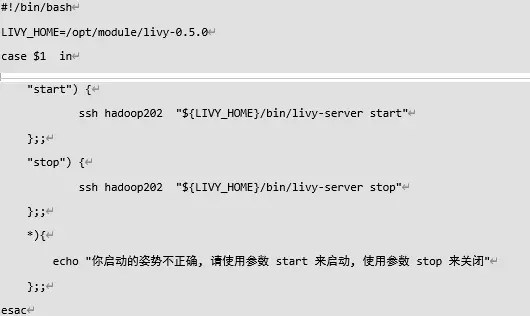 #!/bin/bash↵
LIVY_HOME=/opt/module/livy-0.5.0↵
case $1  in↵
"start") {↵
ssh hadoop202  "${LIVY_HOME}/bin/livy-server start"↵
};;↵
"stop") {↵
ssh hadoop202  "${LIVY_HOME}/bin/livy-server stop"↵
};;↵
*){↵
echo "你启动的姿势不正确, 请使用参数 start 来启动, 使用参数 stop 来关闭"↵
};;↵
esac↵